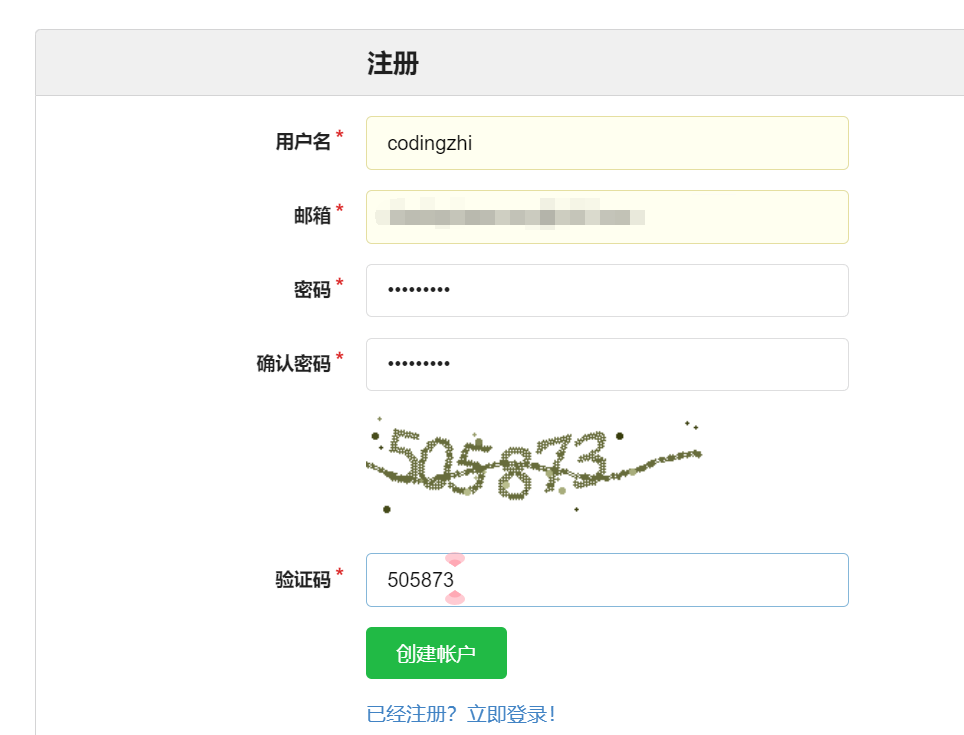 注册
用户名 * codingzhi
邮箱 *
密码 * •••••••••
确认密码 * •••••••••
505873
验证码 * 505873
创建帐户
已经注册？立即登录！